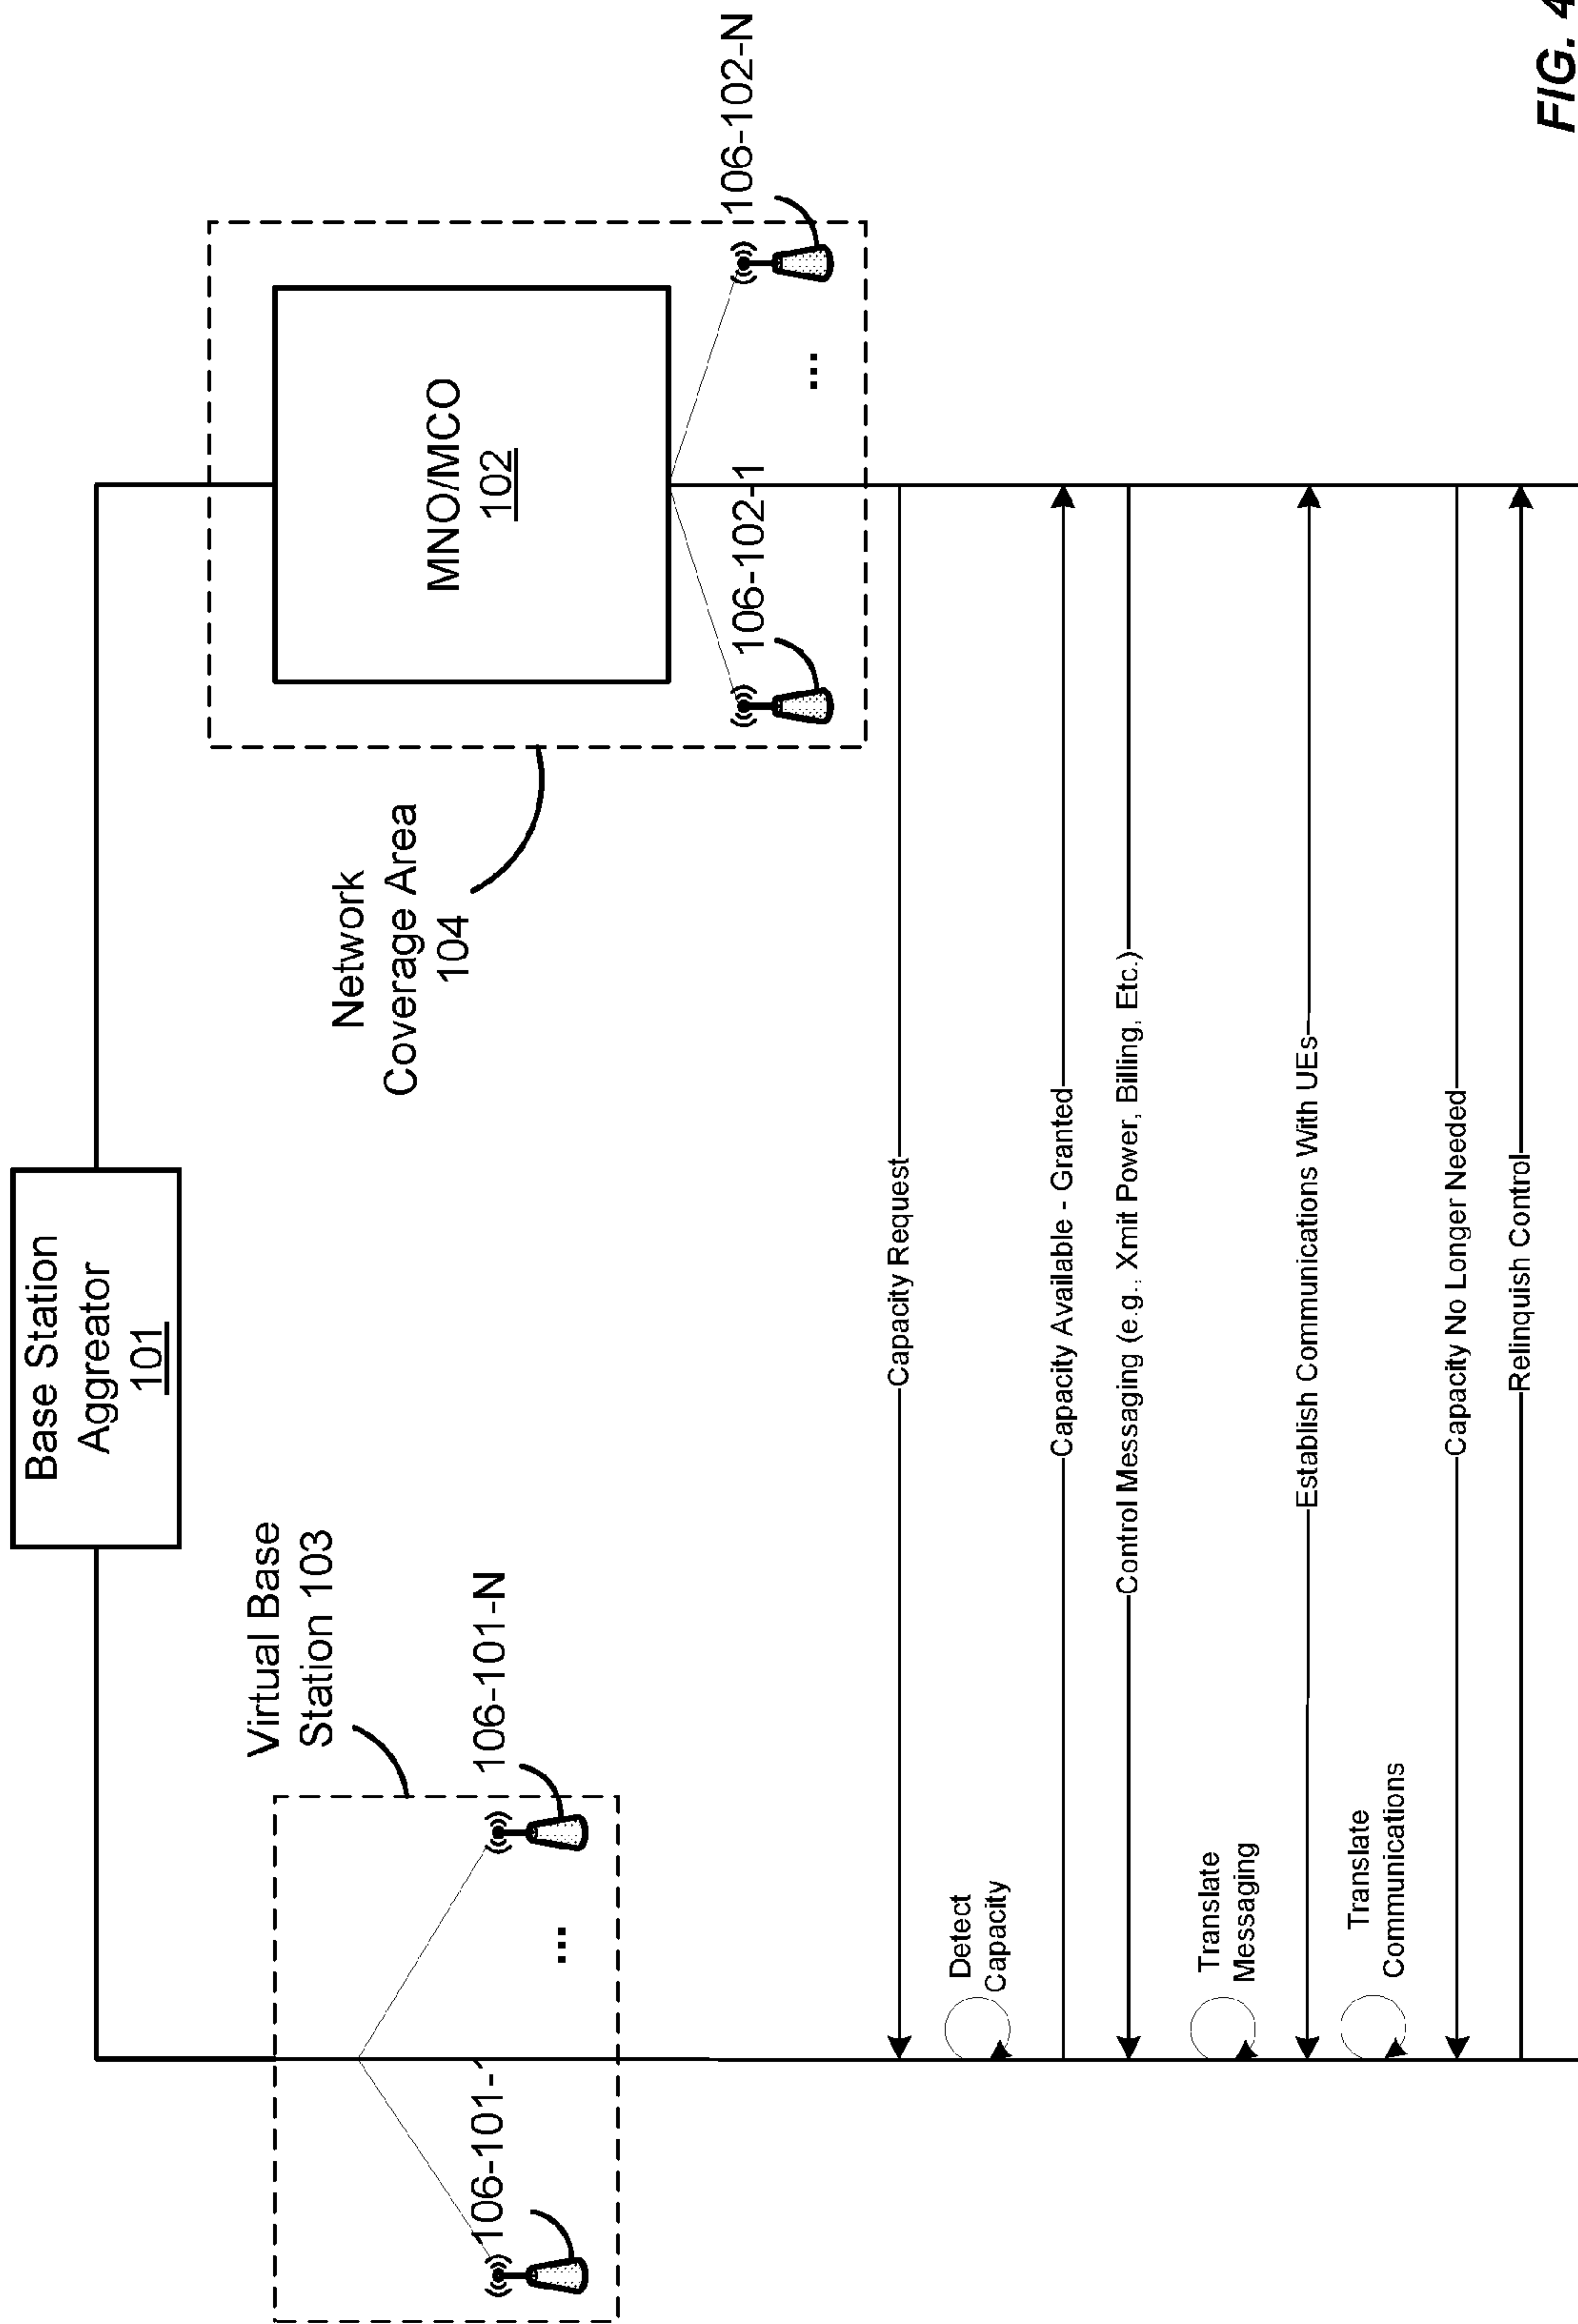 Base Station
Aggreator
101
Virtual Base
Station 103
106-101-1
106-101-N
...
Network
Coverage Area
104
MNO/MCO
102
106-102-1
106-102-N
...
Capacity Request
Detect
Capacity
Capacity Available - Granted
Control Messaging (e.g., Xmit Power, Billing, Etc.)
Translate
Messaging
Establish Communications With UEs
Translate
Communications
Capacity No Longer Needed
Relinquish Control
FIG. 4